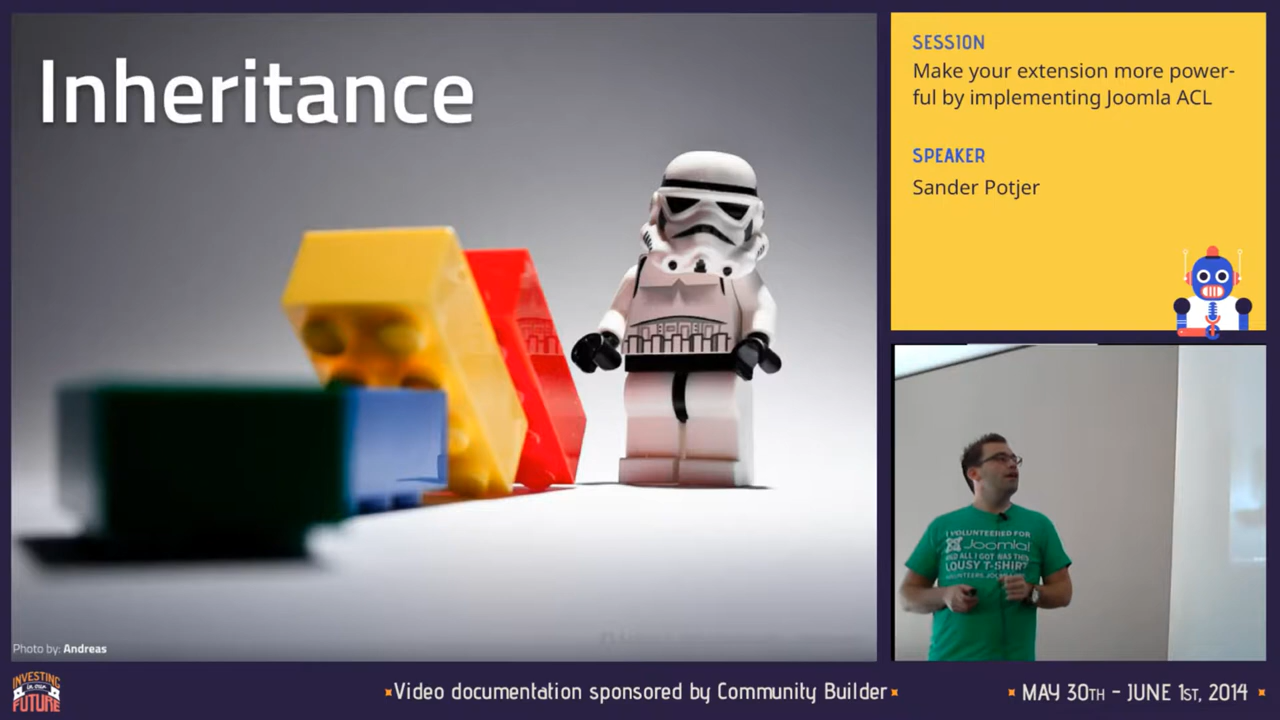 Inheritance
Photo by: Andreas
SESSION
Make your extension more power-
ful by implementing Joomla ACL
SPEAKER
Sander Potjer
I VOLUNTEERED FOR
Joomla!
AND ALL I GOT WAS THIS
LOUSY T-SHIRT
INVESTING
IN OUR
FUTURE
Video documentation sponsored by Community Builder
MAY 30TH - JUNE 1ST, 2014